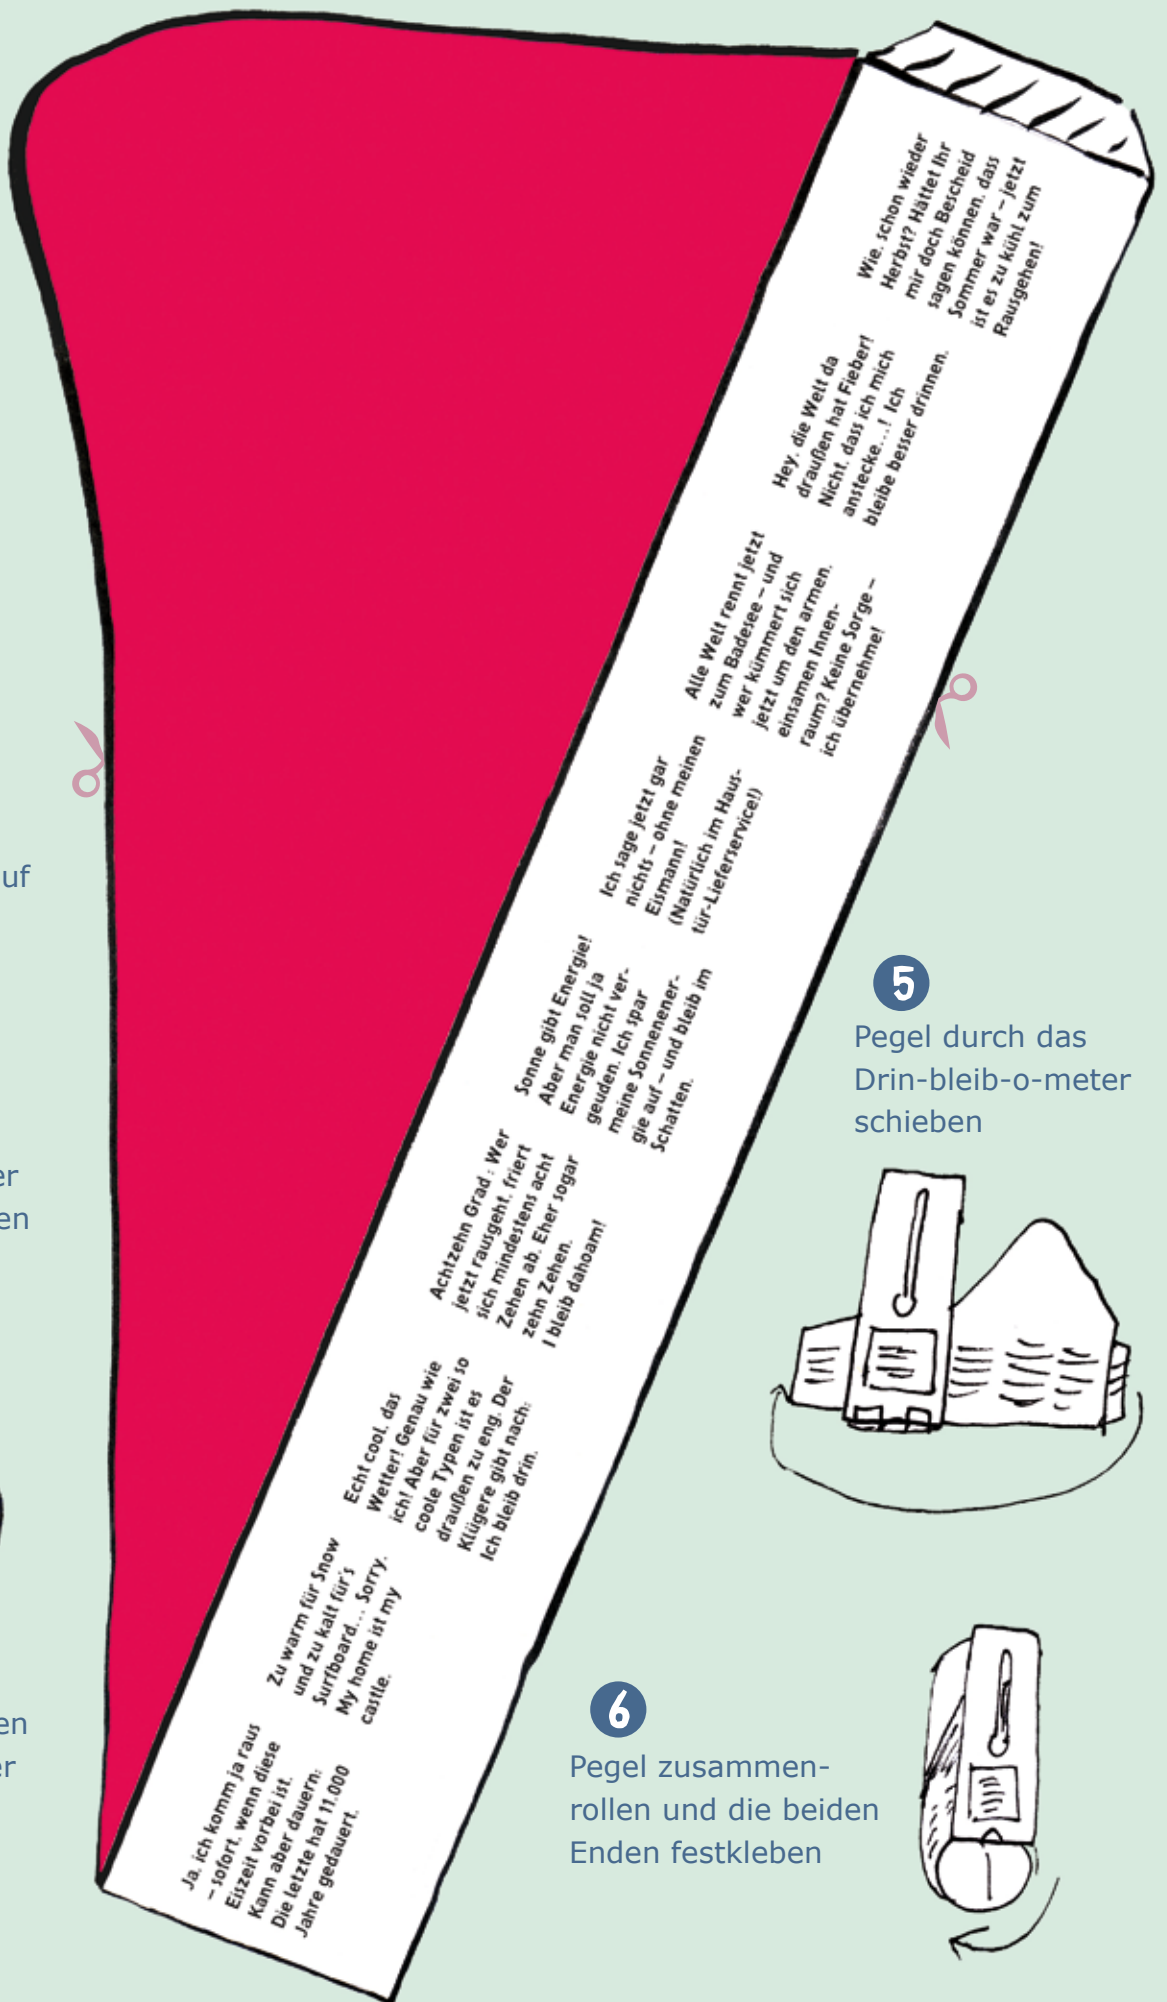 Wie, schon wieder
Herbst? Hättet Ihr
mir doch Bescheid
sagen können, dass
Sommer war – jetzt
ist es zu kühl zum
Rausgehen!
Hey, die Welt da
draußen hat Fieber!
Nicht, dass ich mich
anstecke...! Ich
bleibe besser drinnen.
Alle Welt rennt jetzt
zum Badesee – und
wer kümmert sich
jetzt um den armen,
einsamen Innen-
raum? Keine Sorge –
ich übernehme!
Ich sage jetzt gar
nichts – ohne meinen
Eismann!
(Natürlich im Haus-
tür-Lieferservice!)
Sonne gibt Energie!
Aber man soll ja
Energie nicht ver-
geuden. Ich spar
meine Sonnenener-
gie auf – und bleib im
Schatten.
Achtzehn Grad : Wer
jetzt rausgeht, friert
sich mindestens acht
Zehen ab. Eher sogar
zehn Zehen.
I bleib dahoam!
Echt cool, das
Wetter! Genau wie
ich! Aber für zwei so
coole Typen ist es
draußen zu eng. Der
Klügere gibt nach:
Ich bleib drin.
Zu warm für Snow
und zu kalt für's
Surfboard... Sorry,
My home ist my
castle.
Ja, ich komm ja raus
– sofort, wenn diese
Eiszeit vorbei ist.
Kann aber dauern:
Die letzte hat 11.000
Jahre gedauert.
uf
er
en
en
er
5
Pegel durch das
Drin-bleib-o-meter
schieben
6
Pegel zusammen-
rollen und die beiden
Enden festkleben